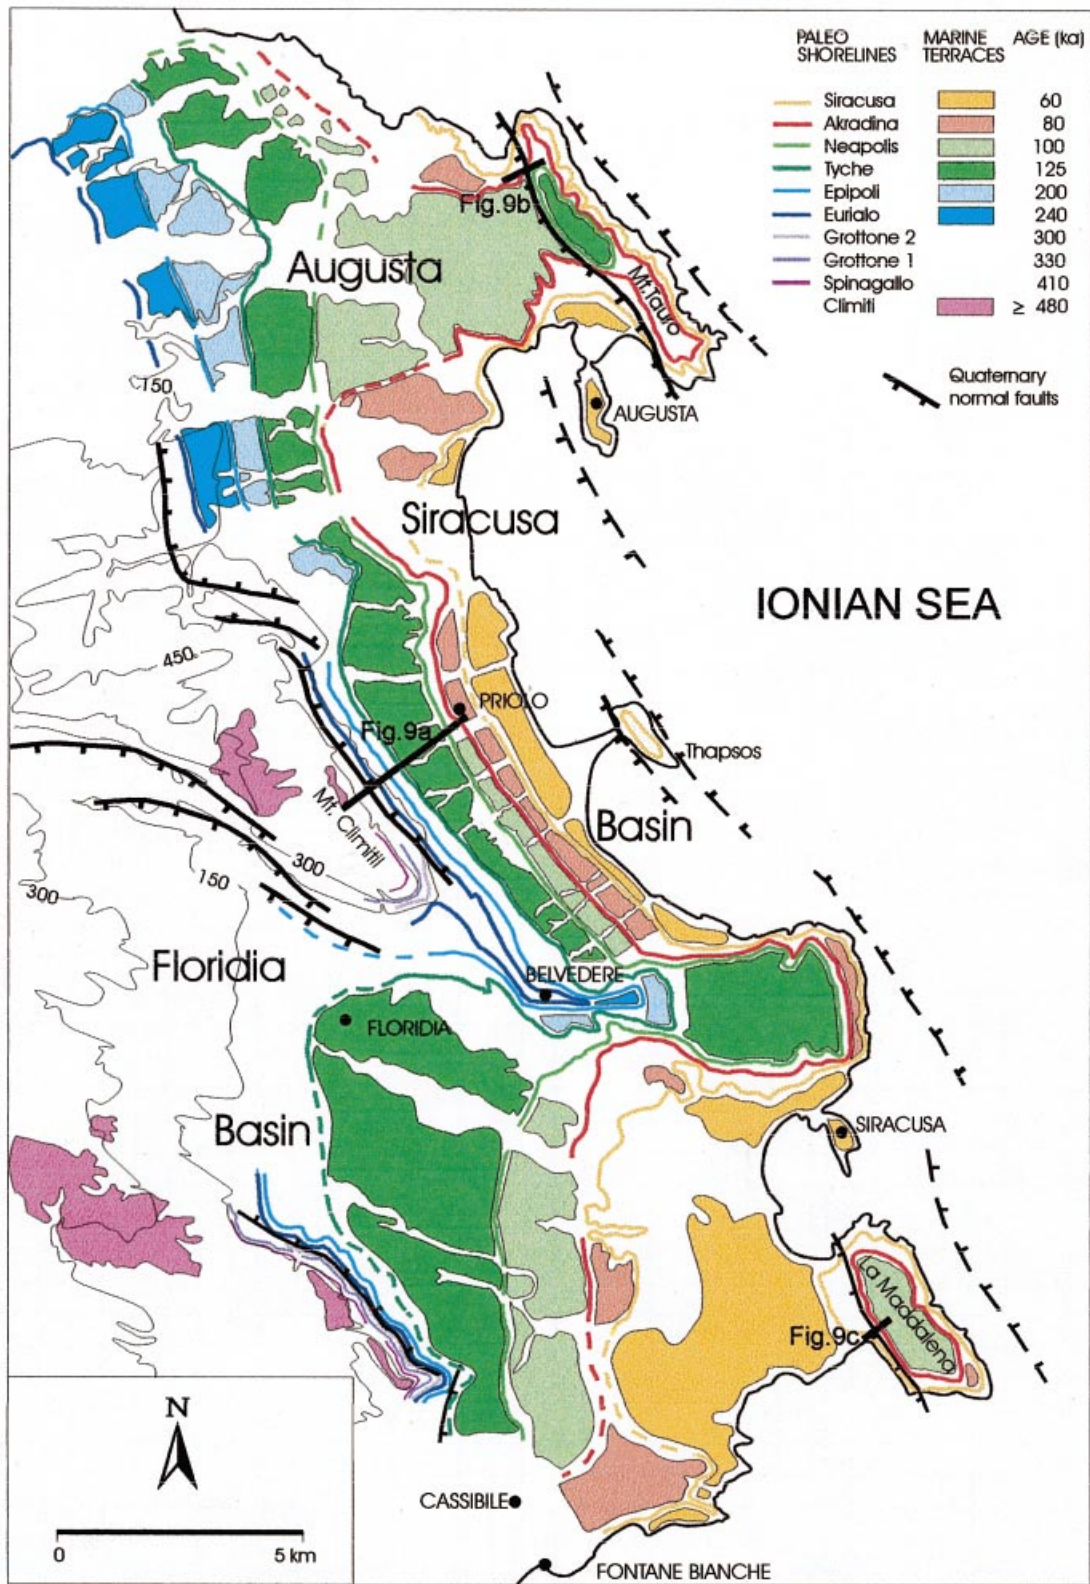 PALEO SHORELINES MARINE TERRACES AGE (ka)
Siracusa 60
Akradina 80
Neapolis 100
Tyche 125
Epipoli 200
Eurialo 240
Grottone 2 300
Grottone 1 330
Spinagallo 410
Climiti ≥ 480
Quaternary
normal faults
Fig.9b
Augusta
Mt.Tauro
150
AUGUSTA
Siracusa
IONIAN SEA
450
PRIOLO
Fig.9a
Thapsos
Mt. Climitil
Basin
300
150
300
Floridia
BELVEDERE
FLORIDIA
Basin
SIRACUSA
La Maddalena
Fig.9c
N
CASSIBILE
0 5 km
FONTANE BIANCHE